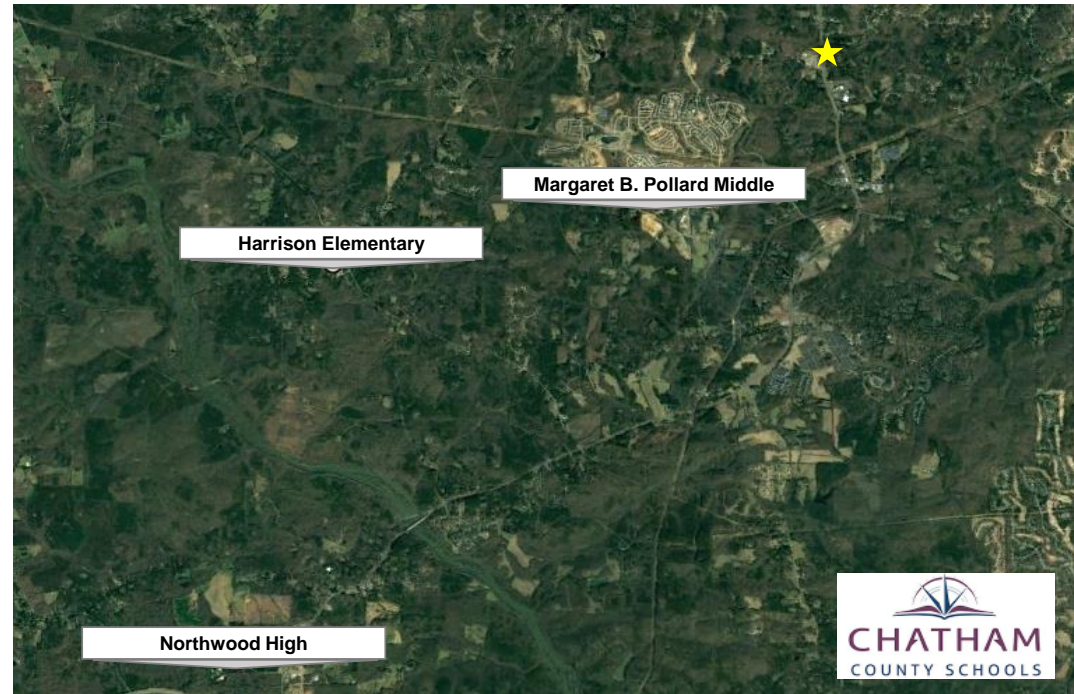 Margaret B. Pollard Middle
Harrison Elementary
Northwood High
CHATHAM
COUNTY SCHOOLS